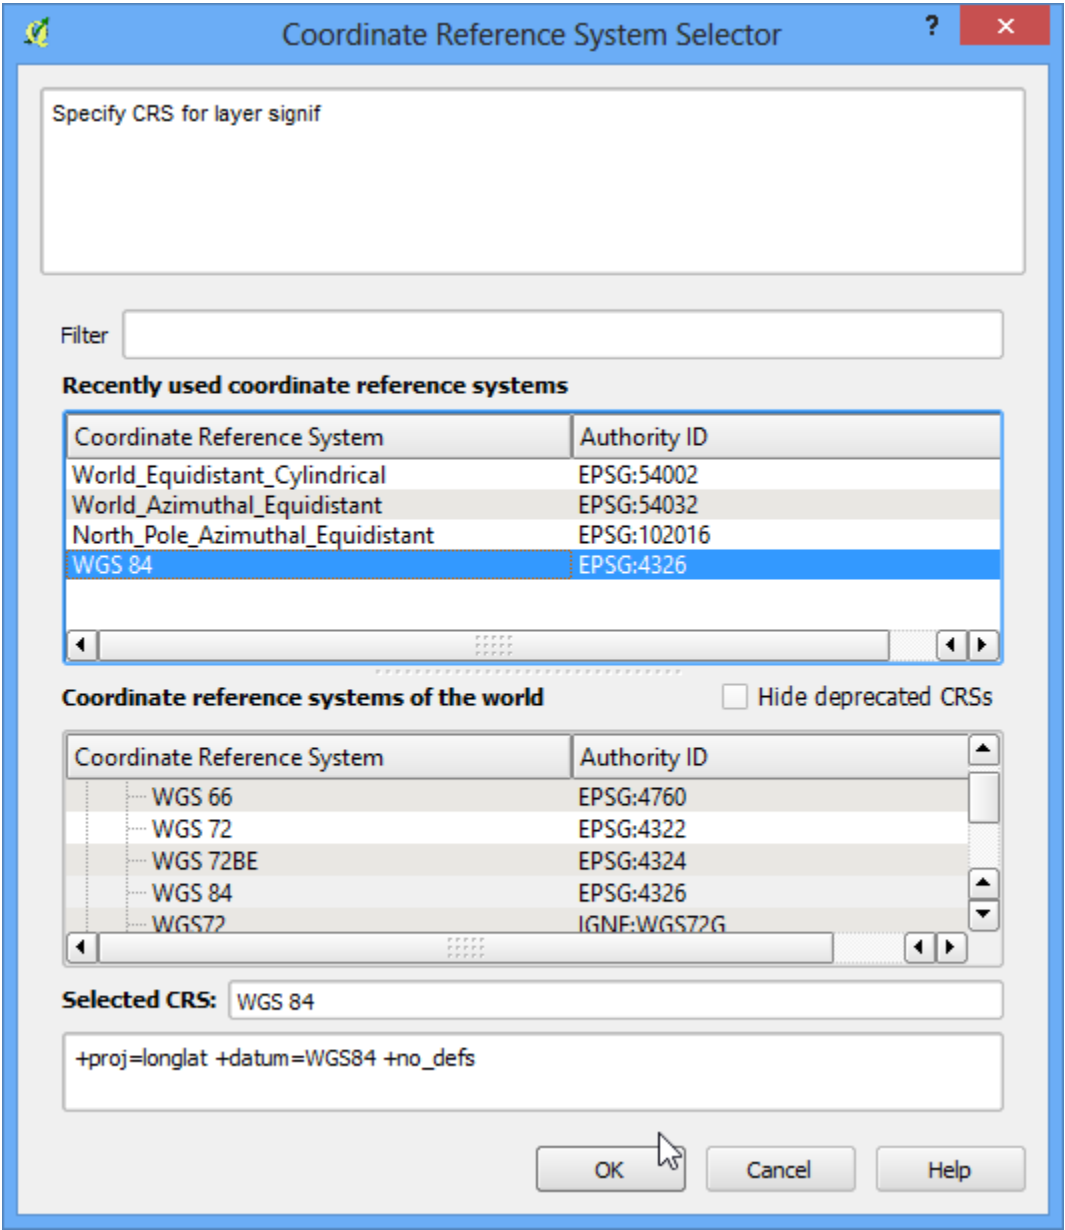 Coordinate Reference System Selector ?
Specify CRS for layer signif
Filter
Recently used coordinate reference systems
Coordinate Reference System Authority ID
World_Equidistant_Cylindrical EPSG:54002
World_Azimuthal_Equidistant EPSG:54032
North_Pole_Azimuthal_Equidistant EPSG:102016
WGS 84 EPSG:4326
Coordinate reference systems of the world Hide deprecated CRSs
Coordinate Reference System Authority ID
WGS 66 EPSG:4760
WGS 72 EPSG:4322
WGS 72BE EPSG:4324
WGS 84 EPSG:4326
WGS72 IGNF:WGS72G
Selected CRS: WGS 84
+proj=longlat +datum=WGS84 +no_defs
OK Cancel Help